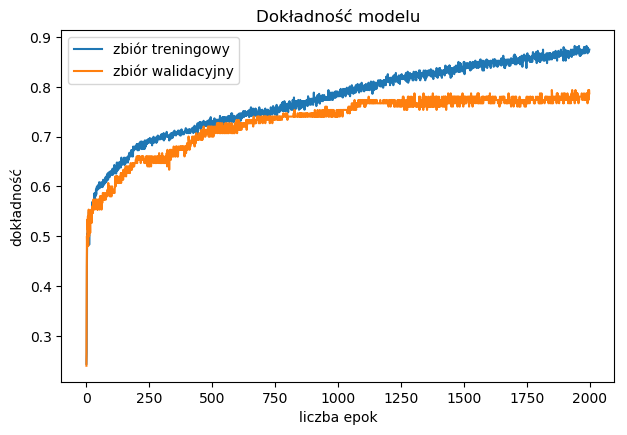 Dokładność modelu
zbiór treningowy
zbiór walidacyjny
dokładność
0.9
0.8
0.7
0.6
0.5
0.4
0.3
0 250 500 750 1000 1250 1500 1750 2000
liczba epok